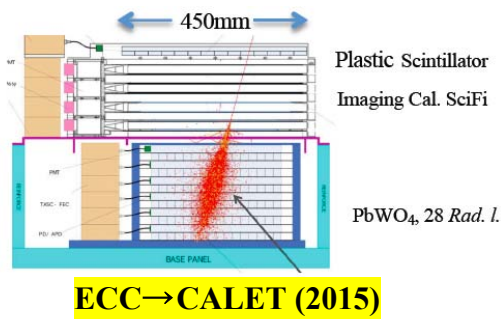 450mm
Plastic Scintillator
Imaging Cal. SciFi
PMT
TASC- FEC
PD/ APD
PbWO₄, 28 Rad. l.
BASE PANEL
ECC→CALET (2015)